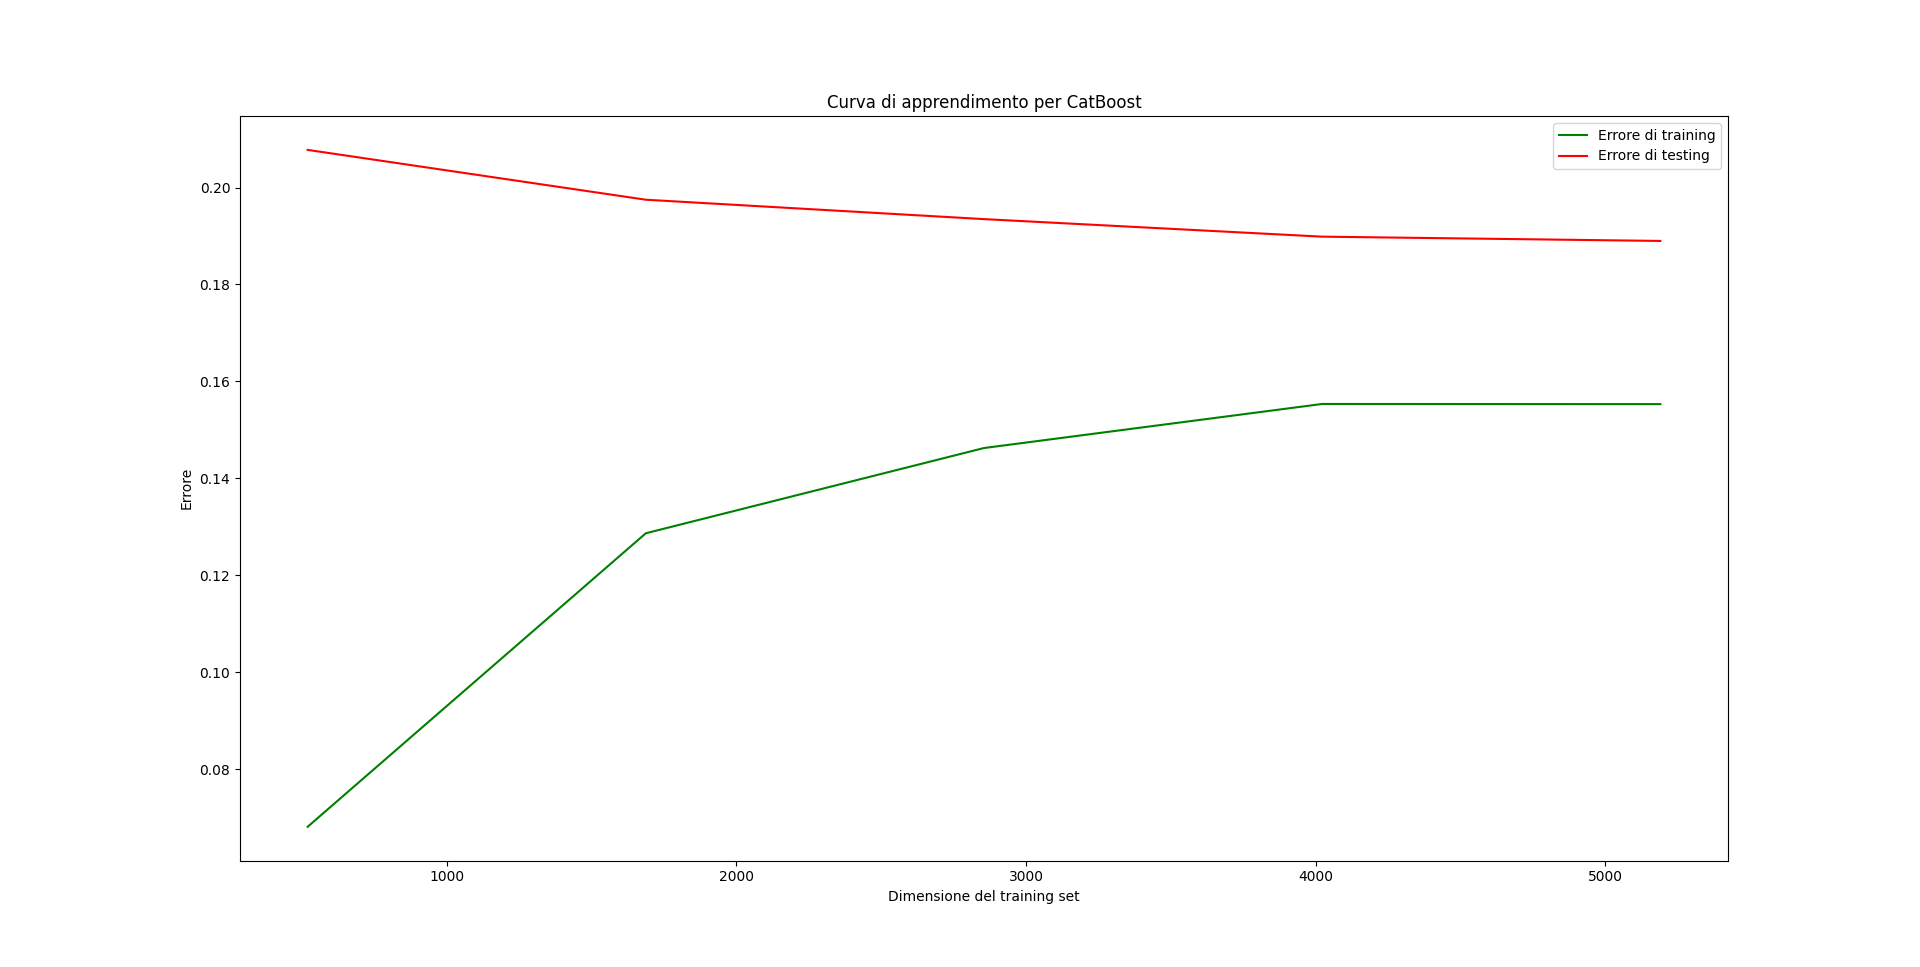 Curva di apprendimento per CatBoost
Errore di training
Errore di testing
0.20
0.18
0.16
0.14
0.12
0.10
0.08
Errore
1000 2000 3000 4000 5000
Dimensione del training set